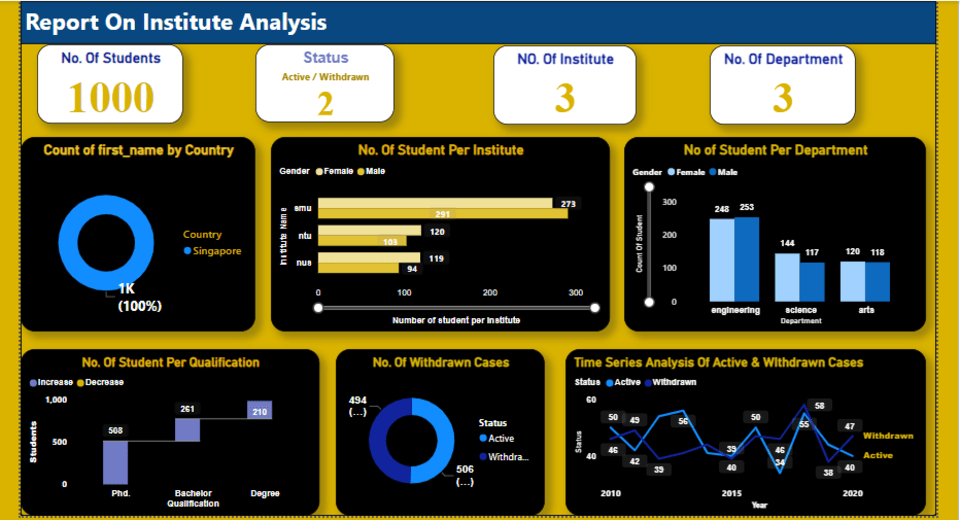 Report On Institute Analysis
No. Of Students
1000
Status
Active / Withdrawn
2
NO. Of Institute
3
No. Of Department
3
Count of first_name by Country
Country
Singapore
1K
(100%)
No. Of Student Per Institute
Gender Female Male
Institute Name
smu
273
291
ntu
120
103
nus
119
94
0 100 200 300
Number of student per Institute
No of Student Per Department
Gender Female Male
Count Of Student
300
200
100
0
248 253
144 117
120 118
engineering science arts
Department
No. Of Student Per Qualification
Increase Decrease
Students
1,000
500
0
508
261
210
Phd. Bachelor Degree
Qualification
No. Of Withdrawn Cases
494
(...)
506
(...)
Status
Active
Withdra...
Time Series Analysis Of Active & WIthdrawn Cases
Status Active Withdrawn
Status
60
40
50 49 56 50 58
46 42 39 39 40 46 34 55 38 47 40
Withdrawn
Active
2010 2015 2020
Year